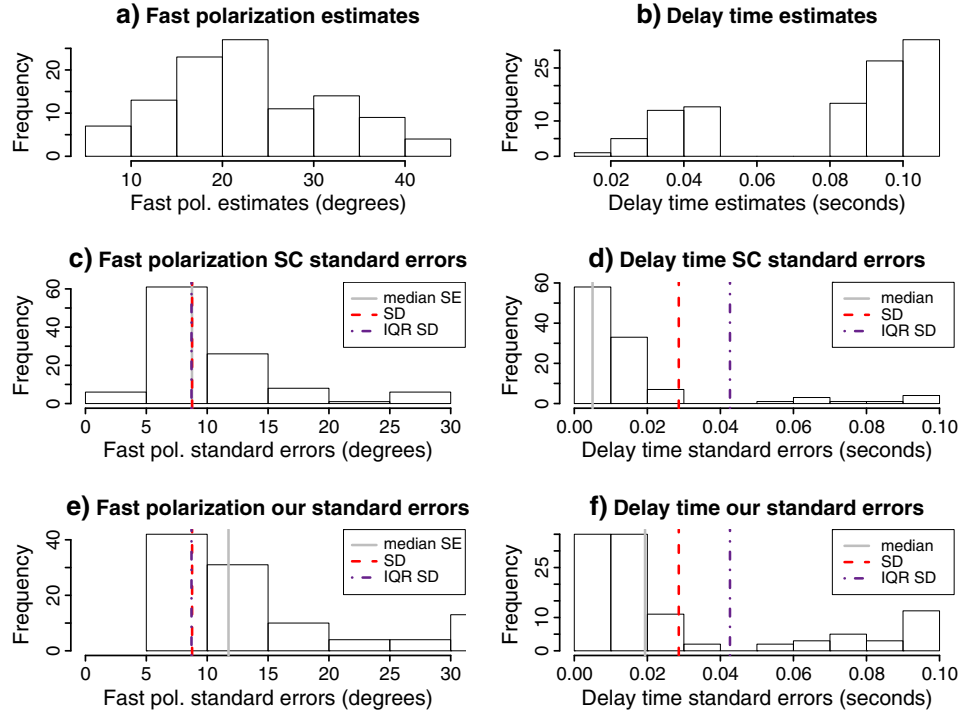 a) Fast polarization estimates
Frequency
0 10 20
10 20 30 40
Fast pol. estimates (degrees)
b) Delay time estimates
Frequency
0 10 25
0.02 0.04 0.06 0.08 0.10
Delay time estimates (seconds)
c) Fast polarization SC standard errors
Frequency
0 20 40 60
median SE
SD
IQR SD
0 5 10 15 20 25 30
Fast pol. standard errors (degrees)
d) Delay time SC standard errors
Frequency
0 20 40 60
median
SD
IQR SD
0.00 0.02 0.04 0.06 0.08 0.10
Delay time standard errors (seconds)
e) Fast polarization our standard errors
Frequency
0 20 40
median SE
SD
IQR SD
0 5 10 15 20 25 30
Fast pol. standard errors (degrees)
f) Delay time our standard errors
Frequency
0 10 25
median
SD
IQR SD
0.00 0.02 0.04 0.06 0.08 0.10
Delay time standard errors (seconds)